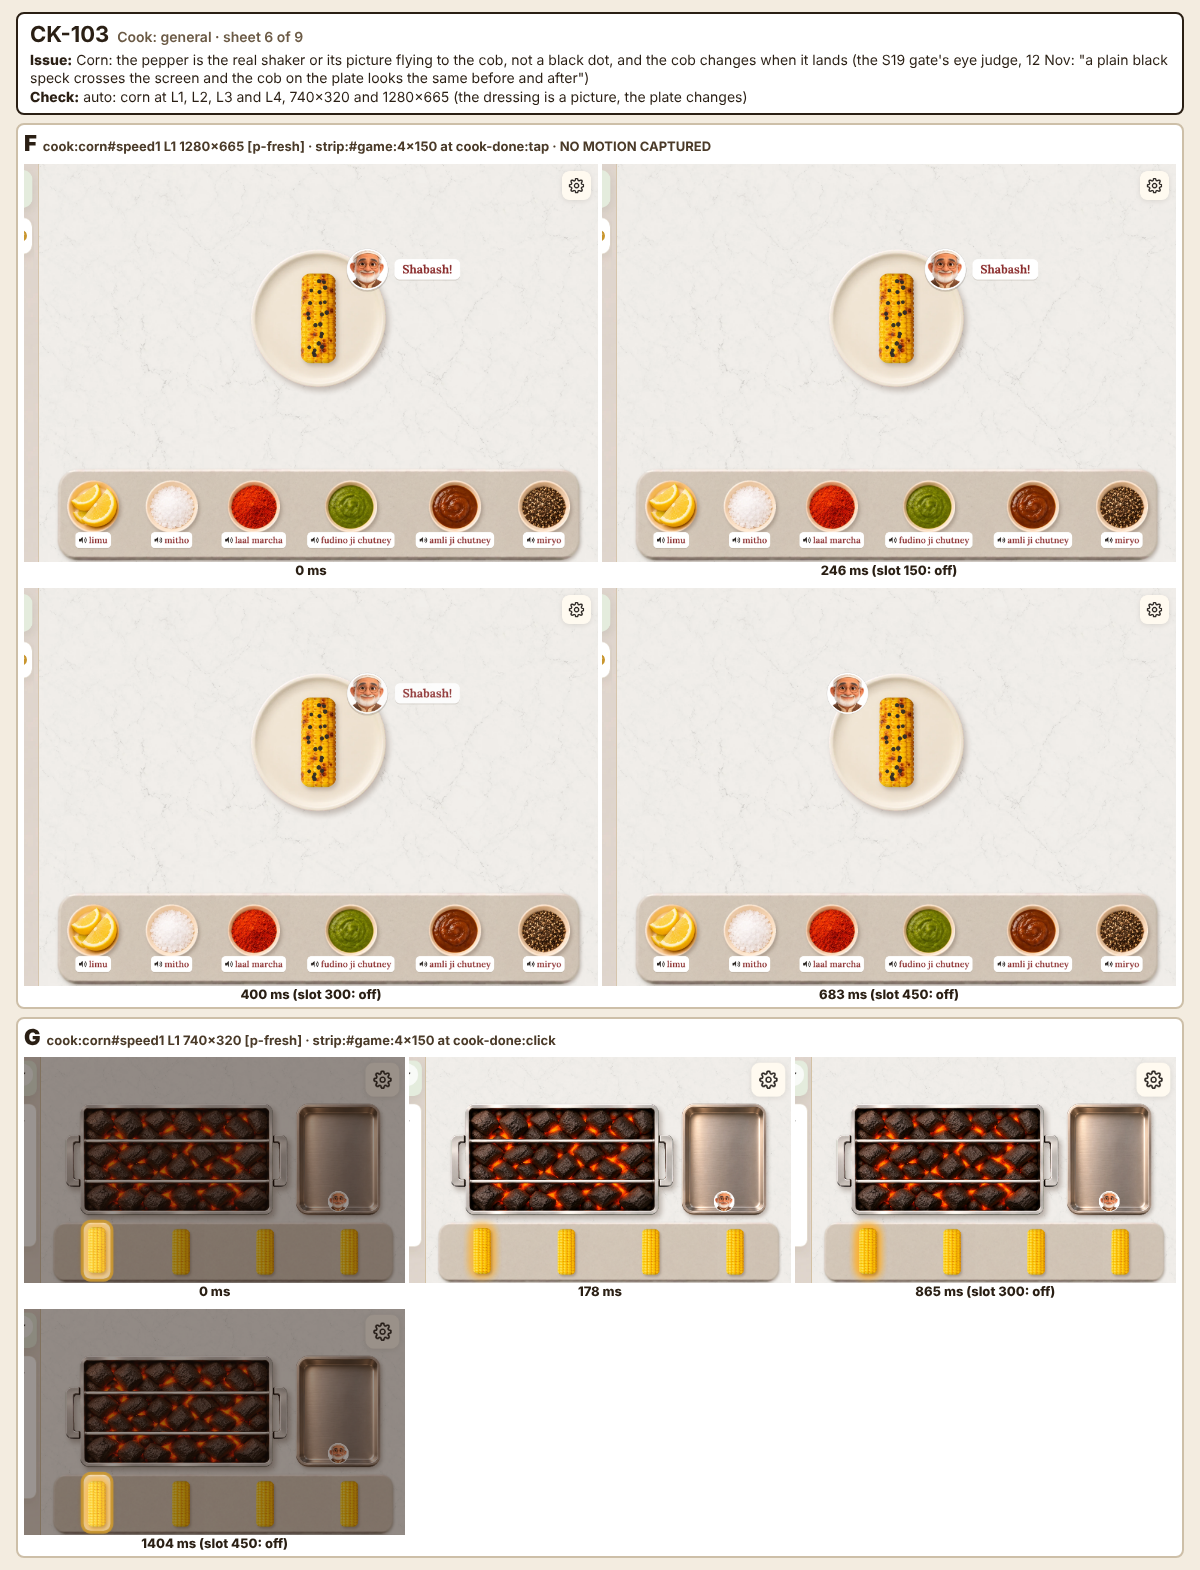 CK-103 Cook: general · sheet 6 of 9
Issue: Corn: the pepper is the real shaker or its picture flying to the cob, not a black dot, and the cob changes when it lands (the S19 gate's eye judge, 12 Nov: "a plain black
speck crosses the screen and the cob on the plate looks the same before and after")
Check: auto: corn at L1, L2, L3 and L4, 740×320 and 1280×665 (the dressing is a picture, the plate changes)
F cook:corn#speed1 L1 1280×665 [p-fresh] · strip:#game:4×150 at cook-done:tap · NO MOTION CAPTURED
Shabash!
Shabash!
limu mitho laal marcha fudino ji chutney amli ji chutney miryo
limu mitho laal marcha fudino ji chutney amli ji chutney miryo
0 ms
246 ms (slot 150: off)
Shabash!
limu mitho laal marcha fudino ji chutney amli ji chutney miryo
limu mitho laal marcha fudino ji chutney amli ji chutney miryo
400 ms (slot 300: off)
683 ms (slot 450: off)
G cook:corn#speed1 L1 740×320 [p-fresh] · strip:#game:4×150 at cook-done:click
0 ms
178 ms
865 ms (slot 300: off)
1404 ms (slot 450: off)